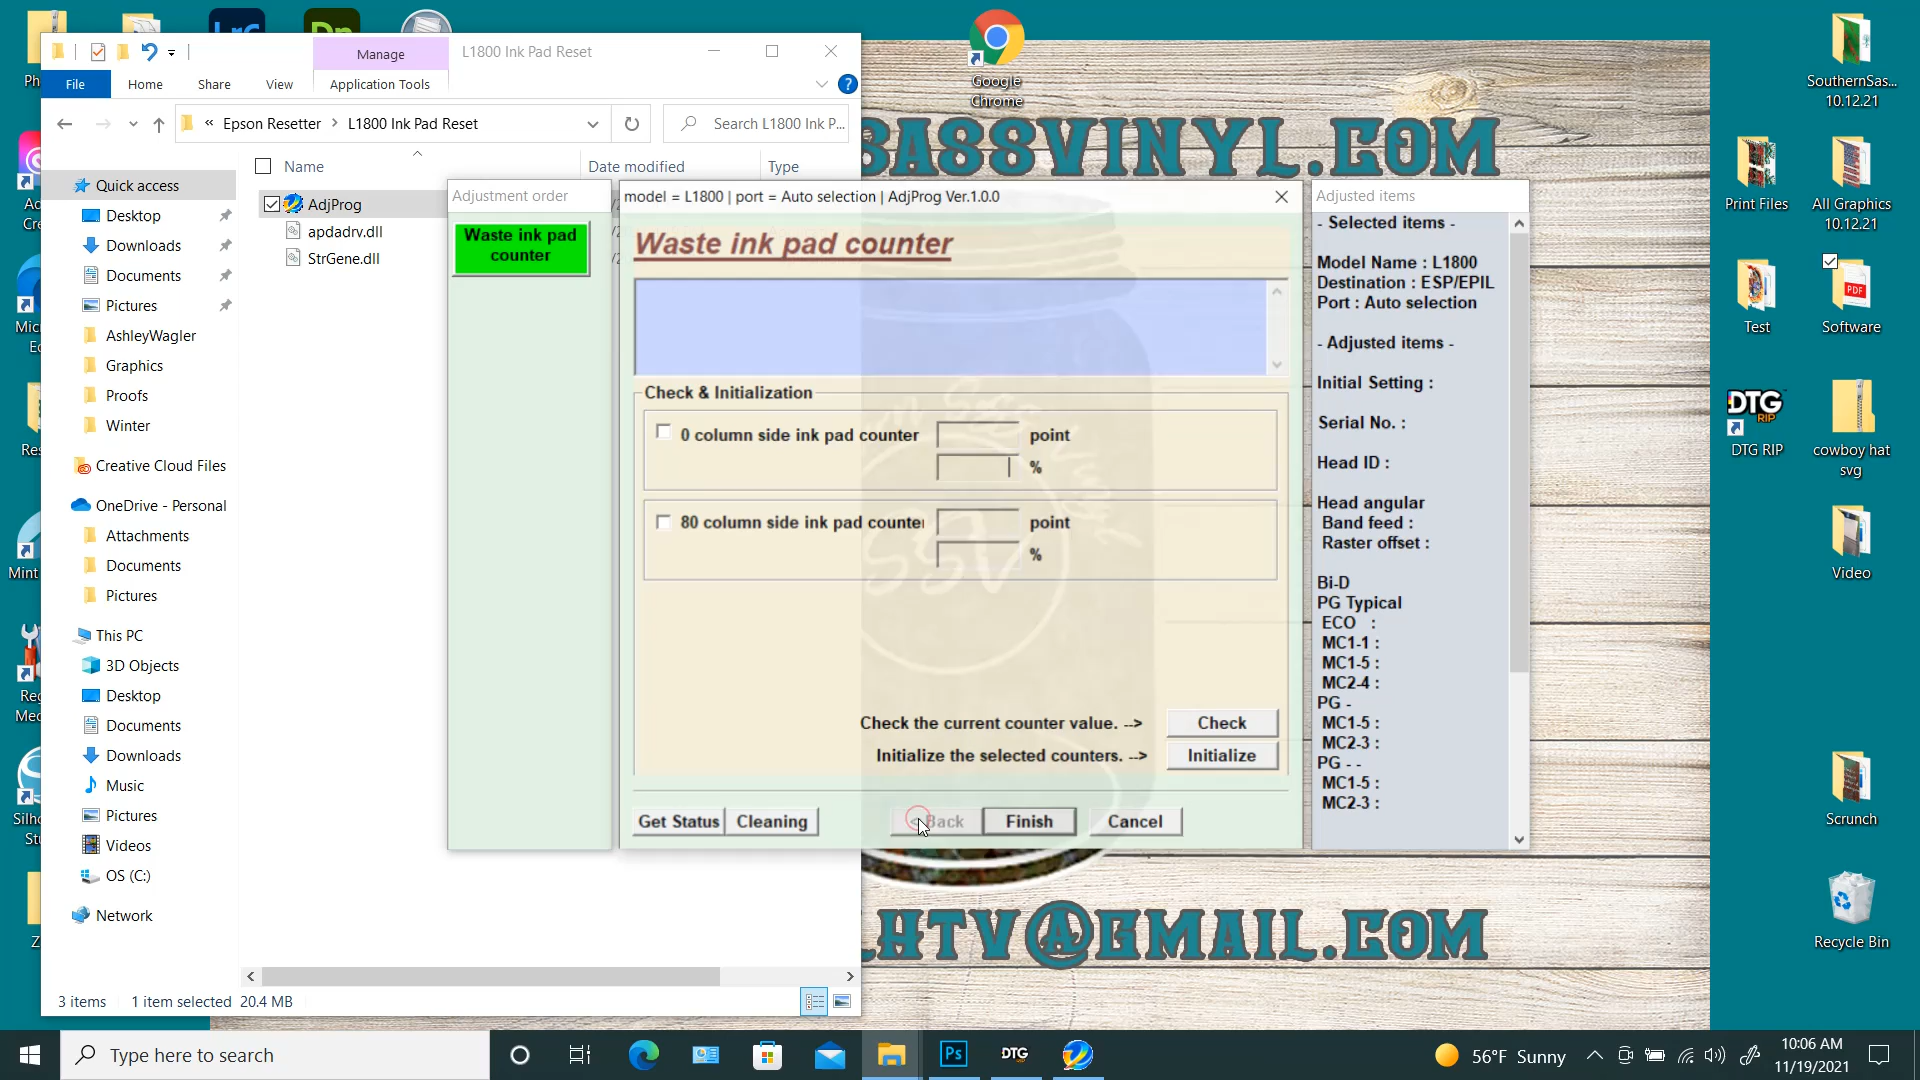 Manage
L1800 Ink Pad Reset
File
Home
Share
View
Application Tools
« Epson Resetter > L1800 Ink Pad Reset
Search L1800 Ink P...
Name
Date modified
Type
AdjProg
apdadrv.dll
StrGene.dll
Quick access
Desktop
Downloads
Documents
Pictures
AshleyWagler
Graphics
Proofs
Winter
Creative Cloud Files
OneDrive - Personal
Attachments
Documents
Pictures
This PC
3D Objects
Desktop
Documents
Downloads
Music
Pictures
Videos
OS (C:)
Network
3 items
1 item selected 20.4 MB
Adjustment order
Waste ink pad
counter
model = L1800 | port = Auto selection | AdjProg Ver.1.0.0
Waste ink pad counter
Check & Initialization
0 column side ink pad counter
point
%
80 column side ink pad counter
point
%
Check the current counter value. -->
Check
Initialize the selected counters. -->
Initialize
Get Status
Cleaning
< Back
Finish
Cancel
Adjusted items
- Selected items -
Model Name : L1800
Destination : ESP/EPIL
Port : Auto selection
- Adjusted items -
Initial Setting :
Serial No. :
Head ID :
Head angular
Band feed :
Raster offset :
Bi-D
PG Typical
ECO :
MC1-1 :
MC1-5 :
MC2-4 :
PG -
MC1-5 :
MC2-3 :
PG - -
MC1-5 :
MC2-3 :
Google
Chrome
SASSVINYL.COM
LHTV@GMAIL.COM
SSV
SouthernSas...
10.12.21
Print Files
All Graphics
10.12.21
Test
PDF
Software
DTG
RIP
DTG RIP
cowboy hat
svg
Video
Scrunch
Recycle Bin
Type here to search
Ps
DTG
56°F Sunny
10:06 AM
11/19/2021